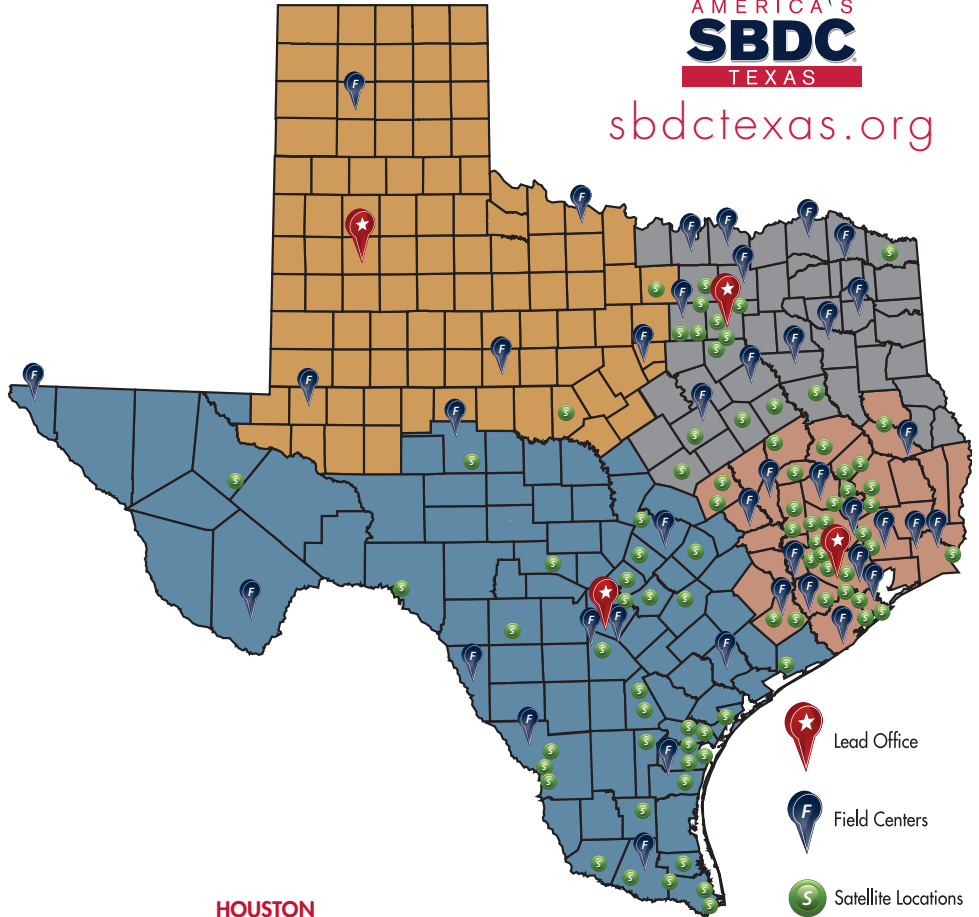 AMERICA'S
SBDC
TEXAS
sbdctexas.org
Lead Office
F Field Centers
S Satellite Locations
HOUSTON